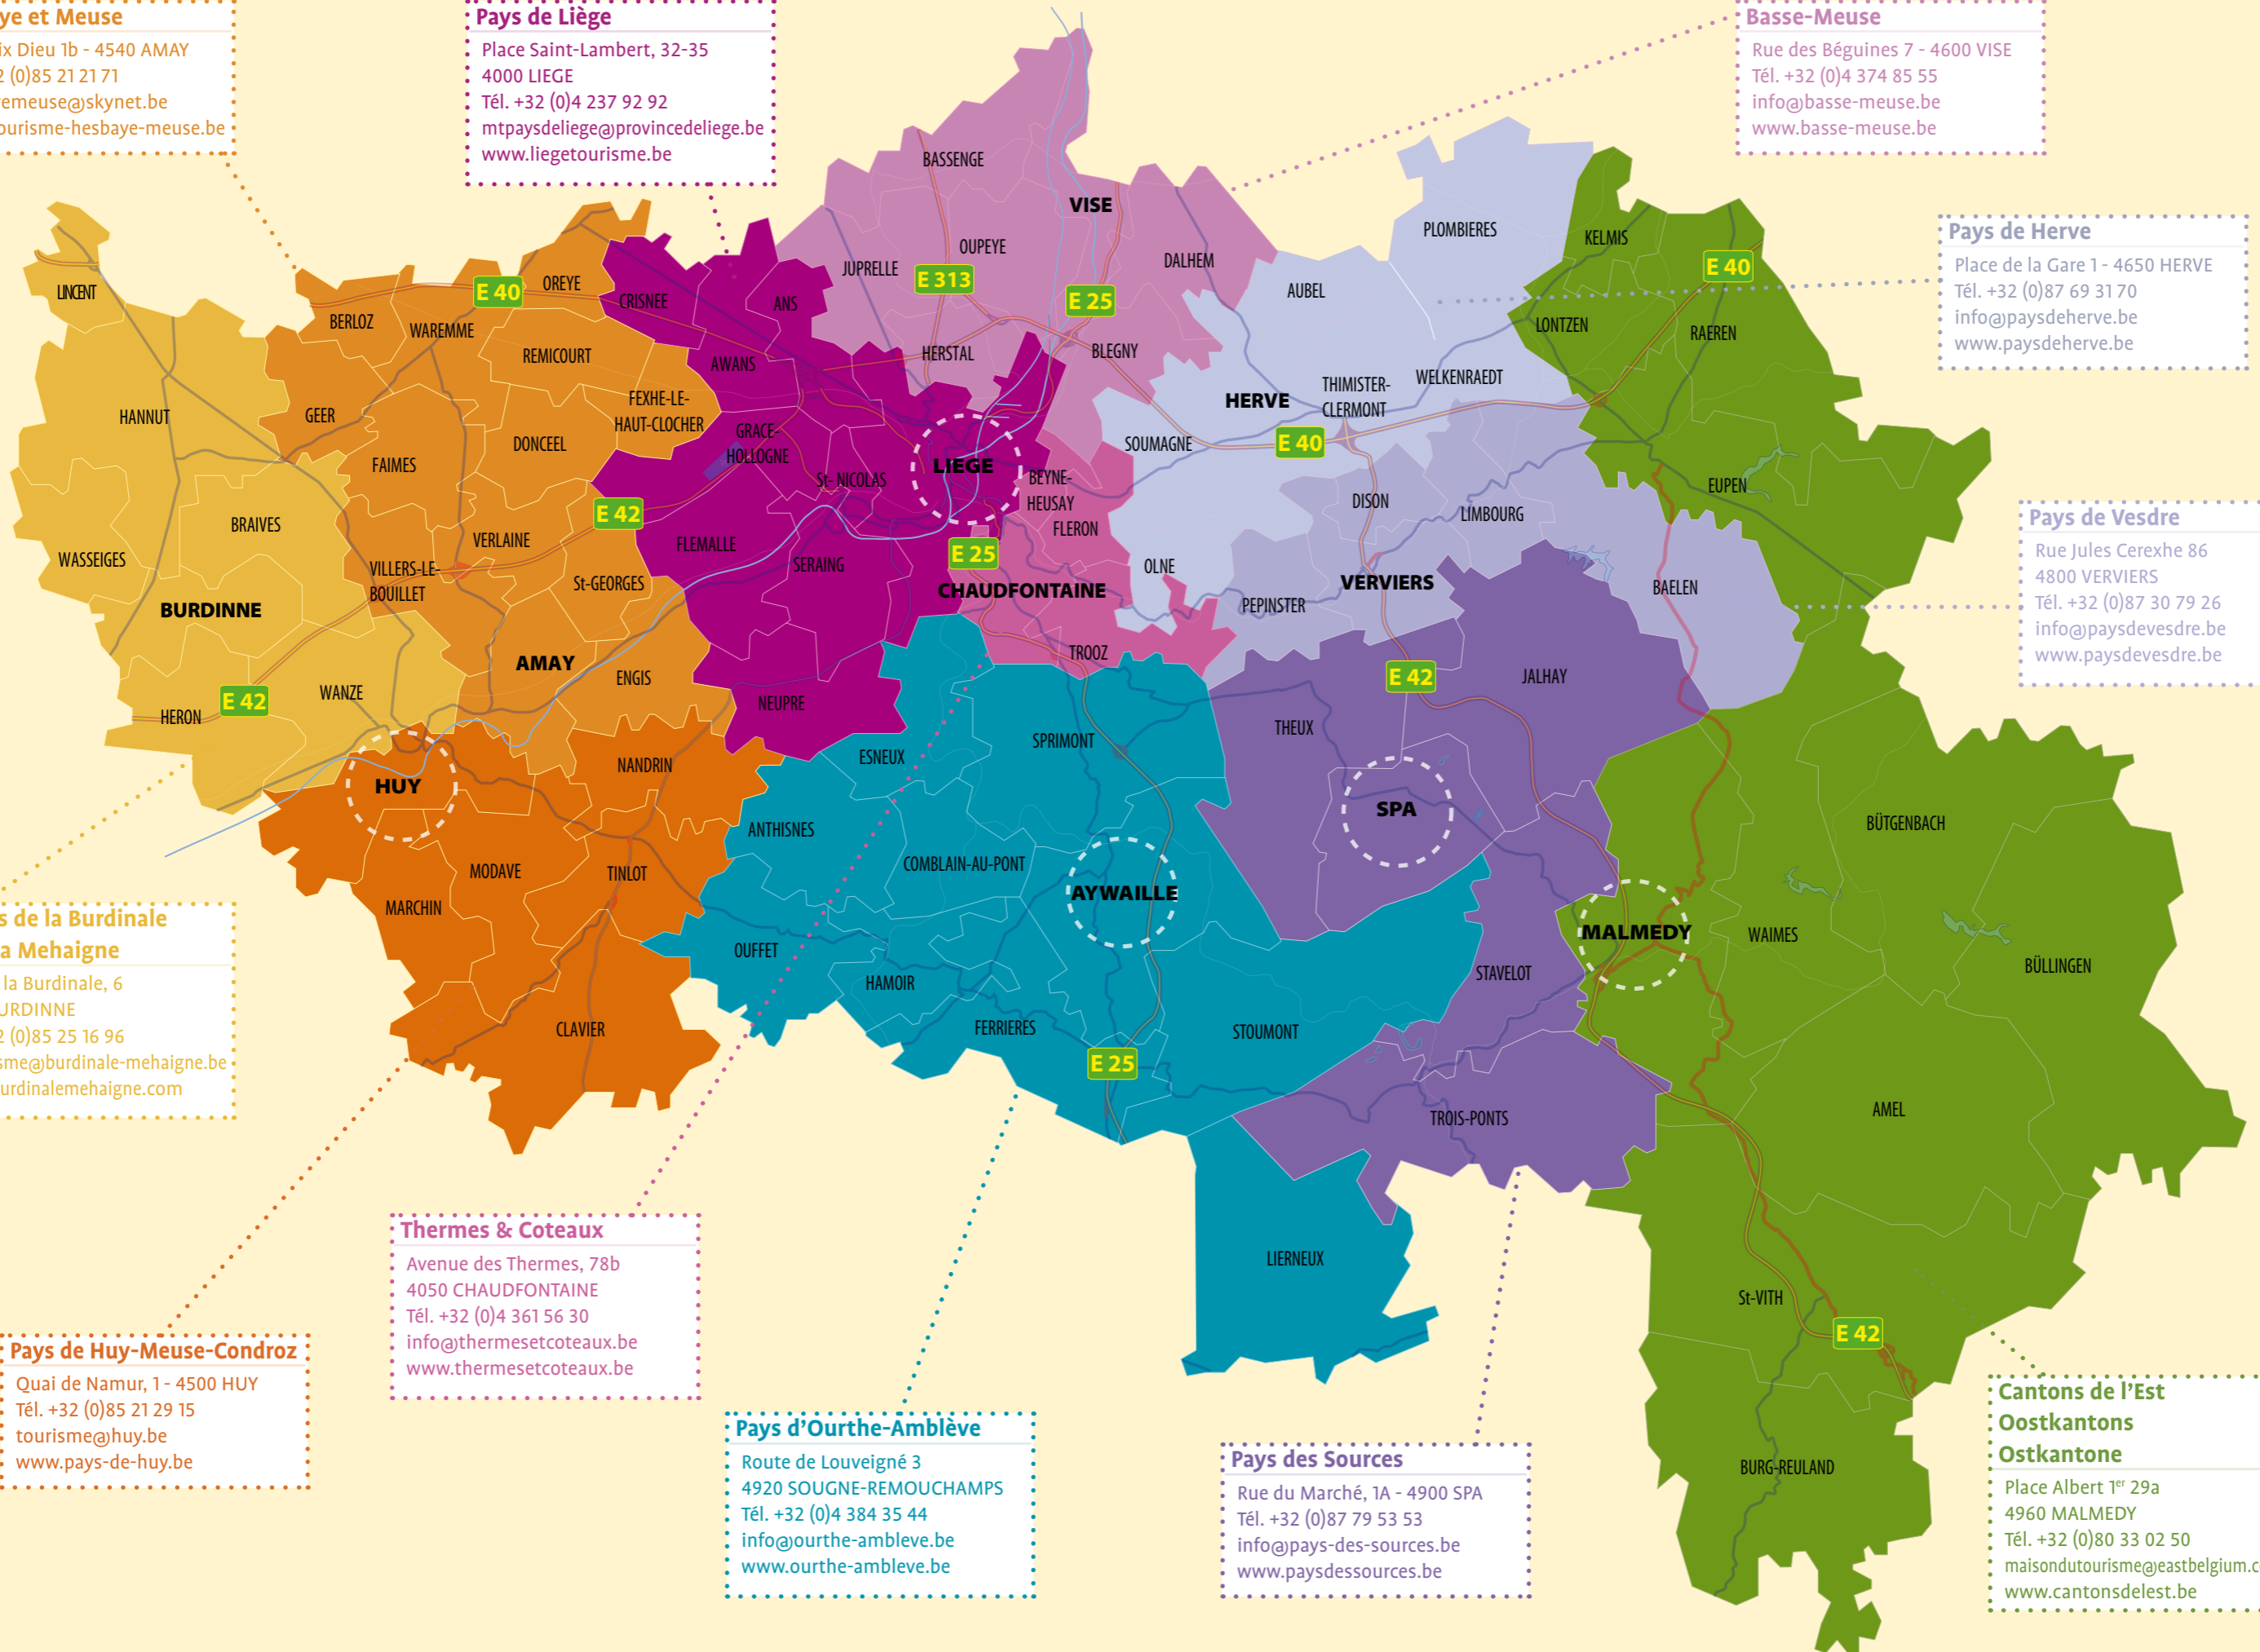 ye et Meuse
ix Dieu 1b - 4540 AMAY
2 (0)85 21 21 71
emeuse@skynet.be
ourisme-hesbaye-meuse.be
Pays de Liège
Place Saint-Lambert, 32-35
4000 LIEGE
Tél. +32 (0)4 237 92 92
mtpaysdeliege@provincedeliege.be
www.liegetourisme.be
Basse-Meuse
Rue des Béguines 7 - 4600 VISE
Tél. +32 (0)4 374 85 55
info@basse-meuse.be
www.basse-meuse.be
Pays de Herve
Place de la Gare 1 - 4650 HERVE
Tél. +32 (0)87 69 31 70
info@paysdeherve.be
www.paysdeherve.be
Pays de Vesdre
Rue Jules Cerexhe 86
4800 VERVIERS
Tél. +32 (0)87 30 79 26
info@paysdevesdre.be
www.paysdevesdre.be
BASSENGE
VISE
OUPEYE
JUPRELLE
DALHEM
E 313
E 25
HERSTAL
BLEGNY
PLOMBIERES
AUBEL
HERVE
THIMISTER-
CLERMONT
WELKENRAEDT
SOUMAGNE
E 40
OLNE
KELMIS
E 40
LONTZEN
RAEREN
EUPEN
LINCENT
HANNUT
BRAIVES
WASSEIGES
BURDINNE
HERON
E 42
WANZE
BERLOZ
WAREMME
E 40
OREYE
REMICOURT
GEER
FEXHE-LE-
HAUT-CLOCHER
DONCEEL
FAIMES
VERLAINE
E 42
VILLERS-LE-
BOUILLET
St-GEORGES
AMAY
ENGIS
CRISNEE
ANS
AWANS
GRACE-
HOLLOGNE
St- NICOLAS
LIEGE
FLEMALLE
SERAING
NEUPRE
BEYNE-
HEUSAY
FLERON
E 25
CHAUDFONTAINE
TROOZ
DISON
LIMBOURG
VERVIERS
PEPINSTER
BAELEN
E 42
JALHAY
THEUX
SPA
STAVELOT
TROIS-PONTS
HUY
NANDRIN
MODAVE
TINLOT
MARCHIN
CLAVIER
ESNEUX
SPRIMONT
ANTHISNES
COMBLAIN-AU-PONT
AYWAILLE
OUFFET
HAMOIR
FERRIERES
STOUMONT
E 25
LIERNEUX
MALMEDY
WAIMES
BÜTGENBACH
BÜLLINGEN
AMEL
St-VITH
E 42
BURG-REULAND
s de la Burdinale
a Mehaigne
la Burdinale, 6
URDINNE
2 (0)85 25 16 96
sme@burdinale-mehaigne.be
urdinalemehaigne.com
Pays de Huy-Meuse-Condroz
Quai de Namur, 1 - 4500 HUY
Tél. +32 (0)85 21 29 15
tourisme@huy.be
www.pays-de-huy.be
Thermes & Coteaux
Avenue des Thermes, 78b
4050 CHAUDFONTAINE
Tél. +32 (0)4 361 56 30
info@thermesetcoteaux.be
www.thermesetcoteaux.be
Pays d’Ourthe-Amblève
Route de Louveigné 3
4920 SOUGNE-REMOUCHAMPS
Tél. +32 (0)4 384 35 44
info@ourthe-ambleve.be
www.ourthe-ambleve.be
Pays des Sources
Rue du Marché, 1A - 4900 SPA
Tél. +32 (0)87 79 53 53
info@pays-des-sources.be
www.paysdessources.be
Cantons de l’Est
Oostkantons
Ostkantone
Place Albert 1er 29a
4960 MALMEDY
Tél. +32 (0)80 33 02 50
maisondutourisme@eastbelgium.c
www.cantonsdelest.be